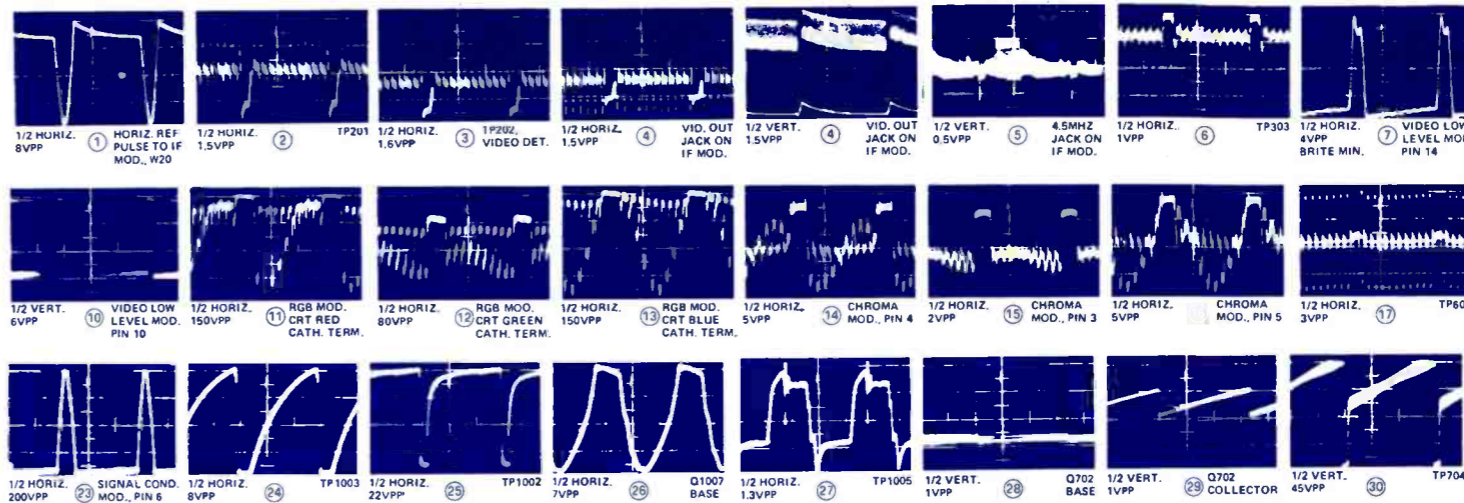 1/2 HORIZ. 8VPP 1 HORIZ. REF PULSE TO IF MOD., W20
1/2 HORIZ. 1.5VPP 2 TP201
1/2 HORIZ. 1.6VPP 3 TP202, VIDEO DET.
1/2 HORIZ. 1.5VPP 4 VID. OUT JACK ON IF MOD.
1/2 VERT. 1.5VPP 4 VID. OUT JACK ON IF MOD.
1/2 VERT. 0.5VPP 5 4.5MHZ JACK ON IF MOD.
1/2 HORIZ. 1VPP 6 TP303
1/2 HORIZ. 4VPP BRITE MIN. 7 VIDEO LOW LEVEL MOD PIN 14
1/2 VERT. 6VPP 10 VIDEO LOW LEVEL MOD. PIN 10
1/2 HORIZ. 150VPP 11 RGB MOD. CRT RED CATH. TERM.
1/2 HORIZ. 80VPP 12 RGB MOD. CRT GREEN CATH. TERM.
1/2 HORIZ. 150VPP 13 RGB MOD. CRT BLUE CATH. TERM.
1/2 HORIZ. 5VPP 14 CHROMA MOD., PIN 4
1/2 HORIZ. 2VPP 15 CHROMA MOD., PIN 3
1/2 HORIZ. 5VPP CHROMA MOD., PIN 5
1/2 HORIZ. 3VPP 17 TP60
1/2 HORIZ. 200VPP 23 SIGNAL COND. MOD., PIN 6
1/2 HORIZ. 8VPP 24 TP1003
1/2 HORIZ. 22VPP 25 TP1002
1/2 HORIZ. 7VPP 26 Q1007 BASE
1/2 HORIZ. 1.3VPP 27 TP1005
1/2 VERT. 1VPP 28 Q702 BASE
1/2 VERT. 1VPP 29 Q702 COLLECTOR
1/2 VERT. 45VPP 30 TP704